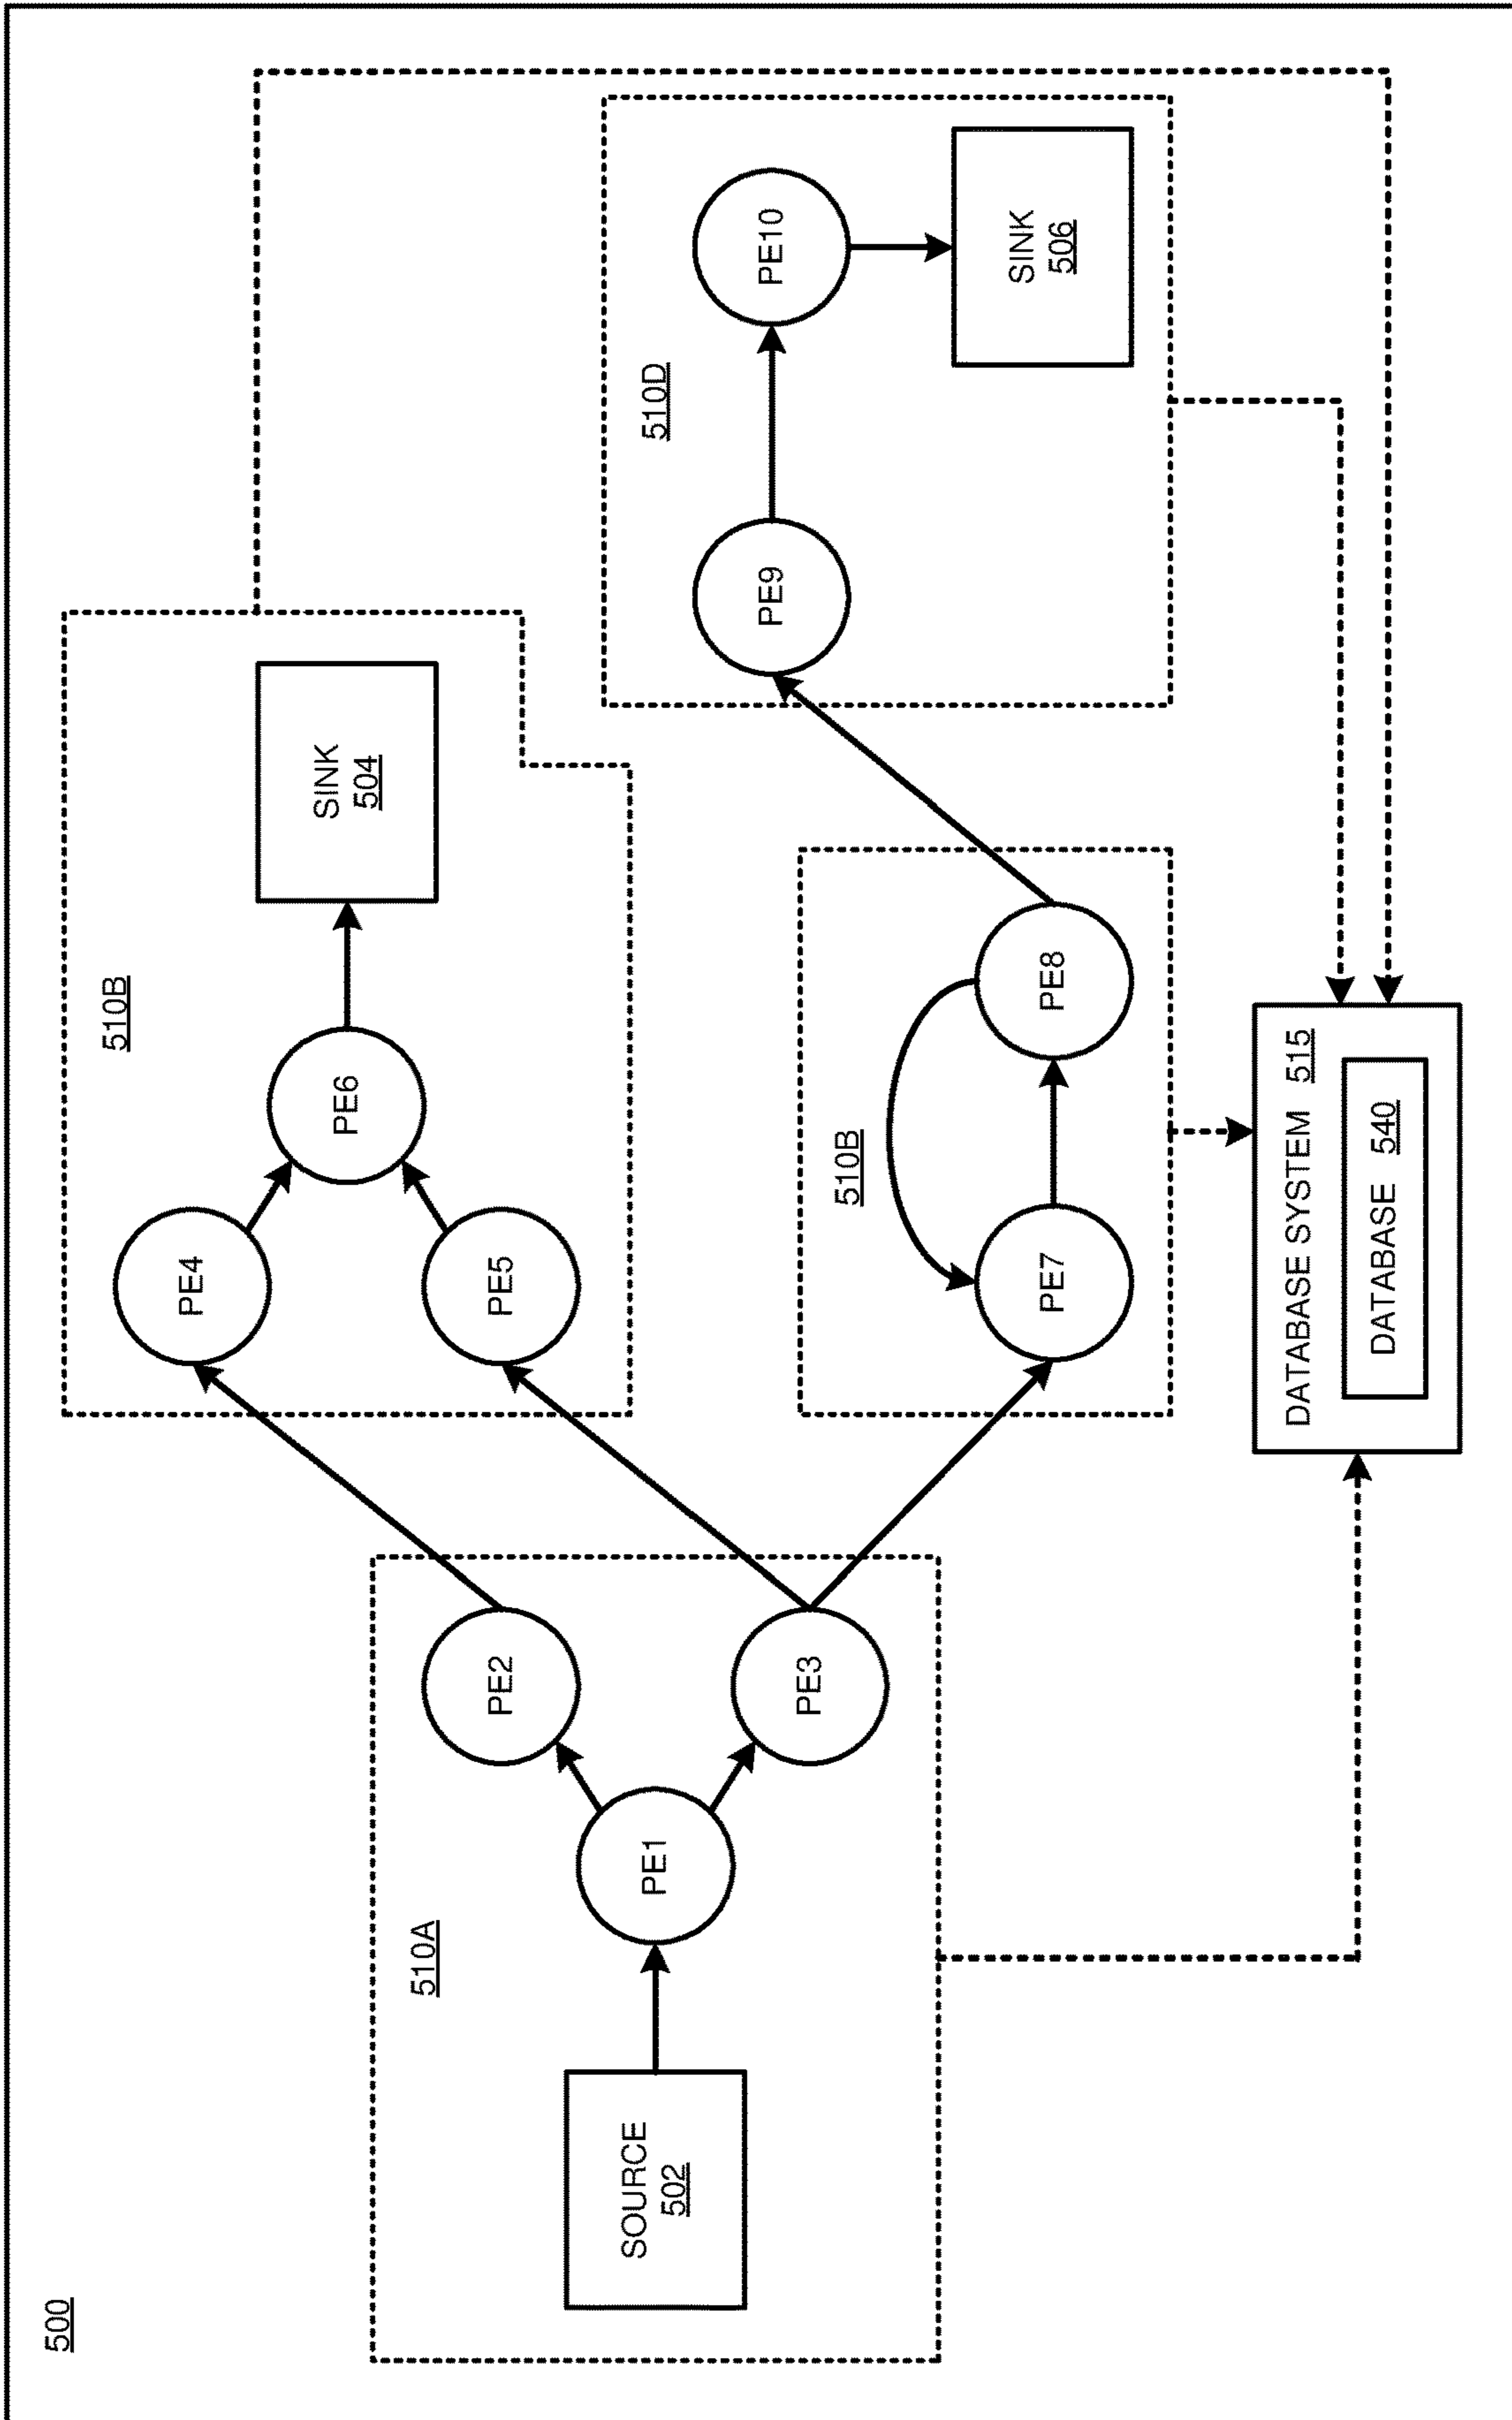 500
510A
SOURCE
502
PE1
PE2
PE3
510B
PE4
PE5
PE6
SINK
504
510B
PE7
PE8
510D
PE9
PE10
SINK
506
DATABASE SYSTEM 515
DATABASE 540